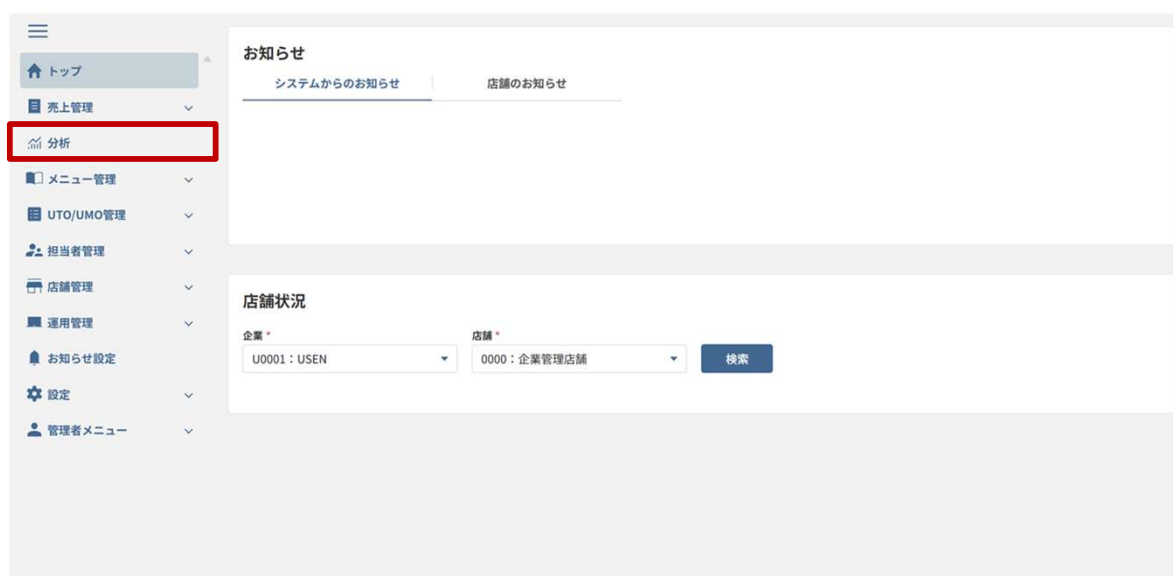 トップ
売上管理
分析
メニュー管理
UTO/UMO管理
担当者管理
店舗管理
運用管理
お知らせ設定
設定
管理者メニュー
お知らせ
システムからのお知らせ 店舗のお知らせ
店舗状況
企業 * 店舗 *
U0001：USEN 0000：企業管理店舗 検索